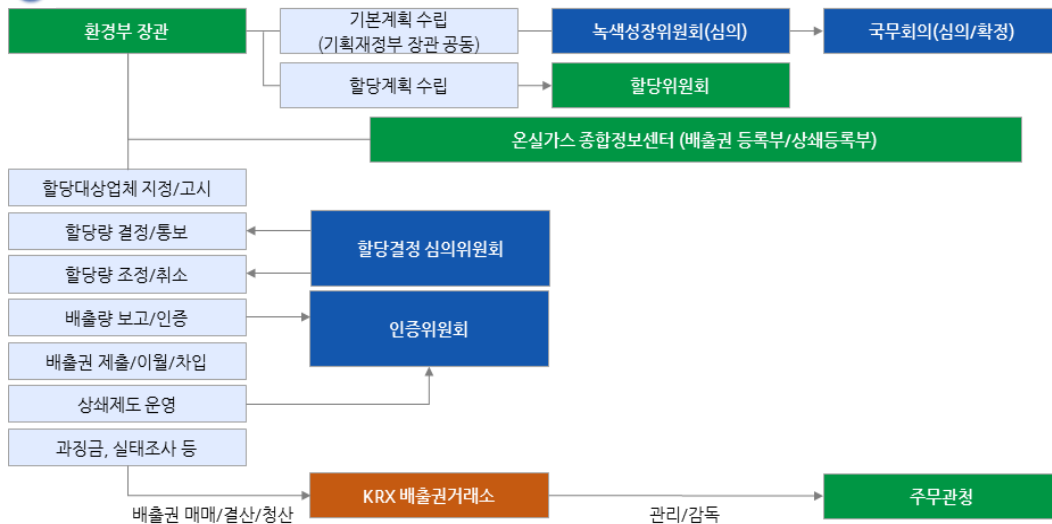 환경부 장관
기본계획 수립
(기획재정부 장관 공동)
녹색성장위원회(심의)
국무회의(심의/확정)
할당계획 수립
할당위원회
온실가스 종합정보센터 (배출권 등록부/상쇄등록부)
할당대상업체 지정/고시
할당량 결정/통보
할당결정 심의위원회
할당량 조정/취소
배출량 보고/인증
인증위원회
배출권 제출/이월/차입
상쇄제도 운영
과징금, 실태조사 등
KRX 배출권거래소
주무관청
배출권 매매/결산/청산
관리/감독